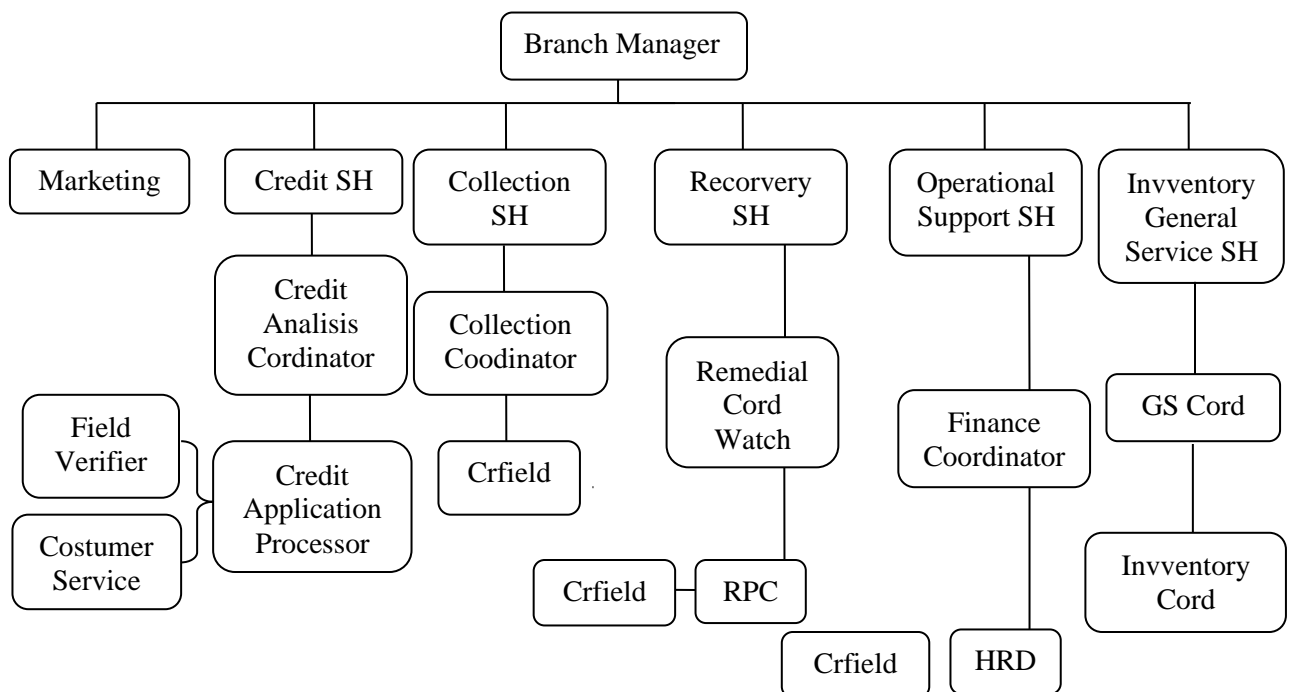 Branch Manager
Marketing
Credit SH
Collection
SH
Recorvery
SH
Operational
Support SH
Invventory
General
Service SH
Credit
Analisis
Cordinator
Collection
Coodinator
Remedial
Cord
Watch
GS Cord
Field
Verifier
Finance
Coordinator
Crfield
Credit
Application
Processor
Costumer
Service
Invventory
Cord
Crfield
RPC
Crfield
HRD